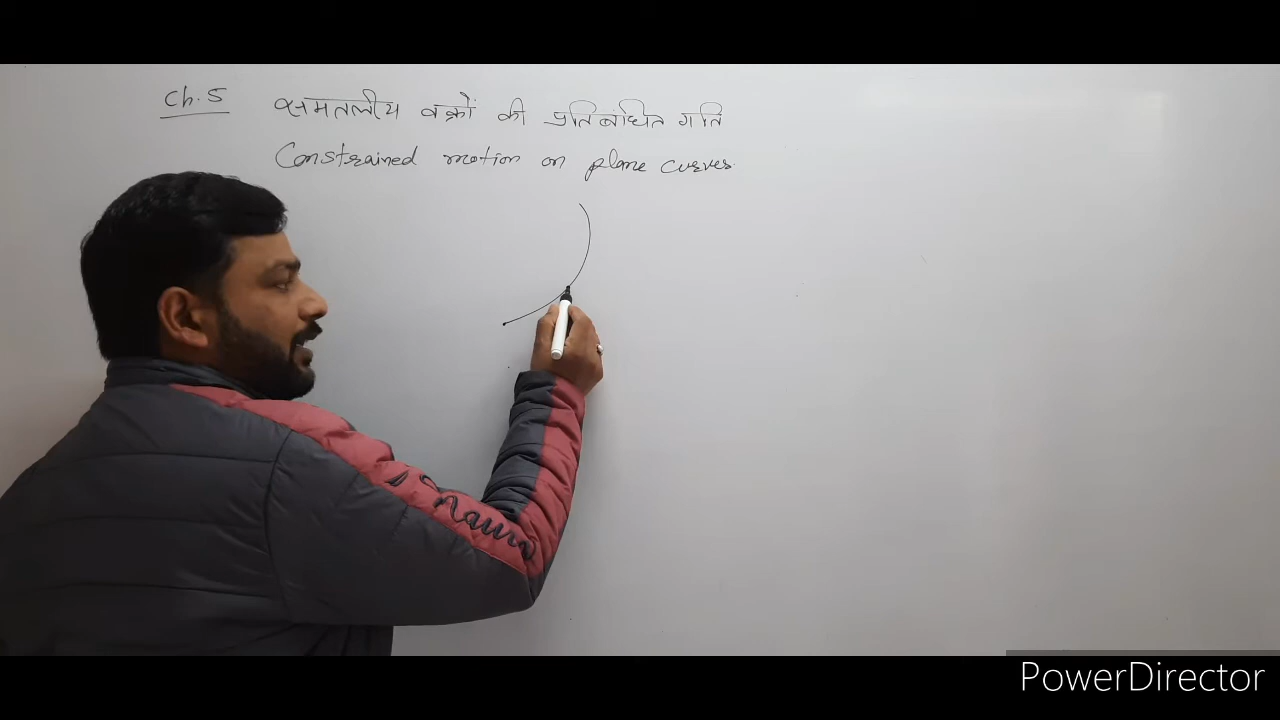 Ch. 5 समतलीय वक्रों की प्रतिबंधित गति
Constrained motion on plane curves
PowerDirector